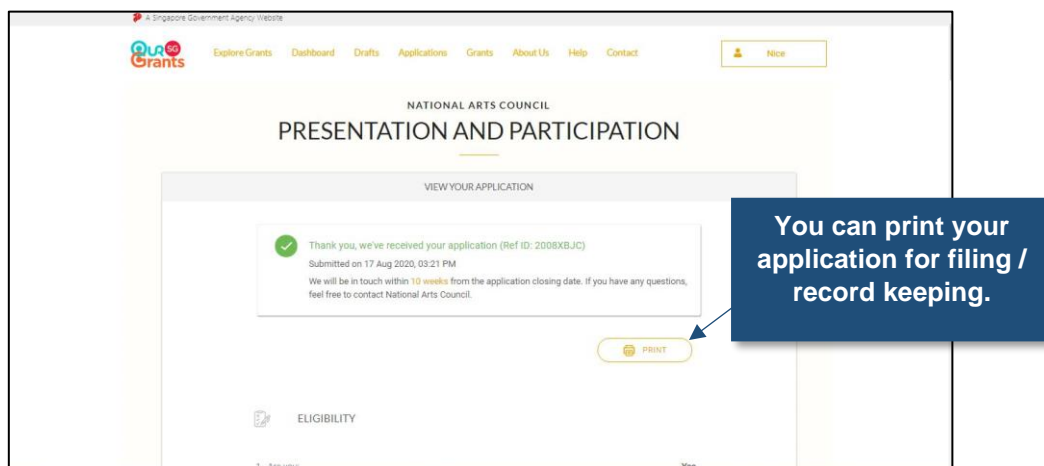 A Singapore Government Agency Website
OUR SG
Grants
Explore Grants Dashboard Drafts Applications Grants About Us Help Contact
Nice
NATIONAL ARTS COUNCIL
PRESENTATION AND PARTICIPATION
VIEW YOUR APPLICATION
Thank you, we've received your application (Ref ID: 2008XBJC)
Submitted on 17 Aug 2020, 03:21 PM
We will be in touch within 10 weeks from the application closing date. If you have any questions,
feel free to contact National Arts Council.
You can print your
application for filing /
record keeping.
PRINT
ELIGIBILITY